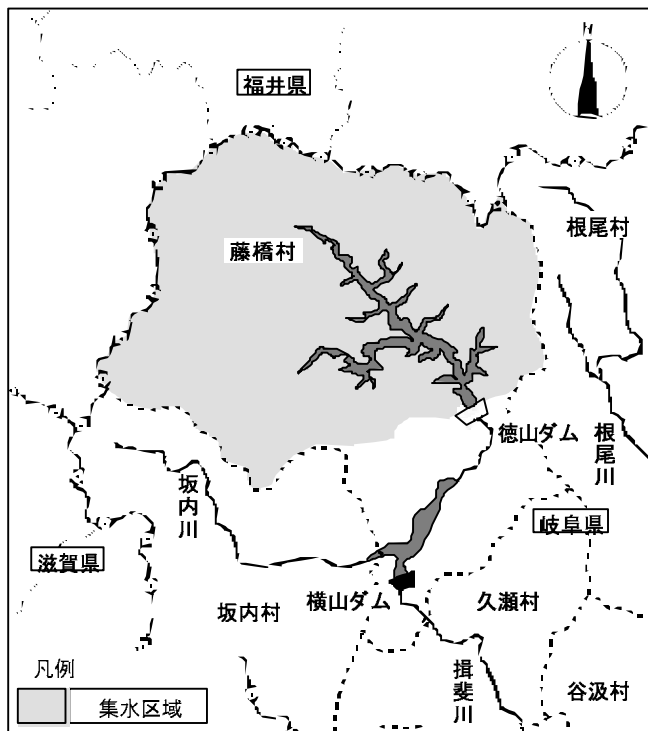 N
福井県
根尾村
藤橋村
徳山ダム
根尾川
坂内川
岐阜県
滋賀県
坂内村
横山ダム
久瀬村
揖斐川
谷汲村
凡例
集水区域